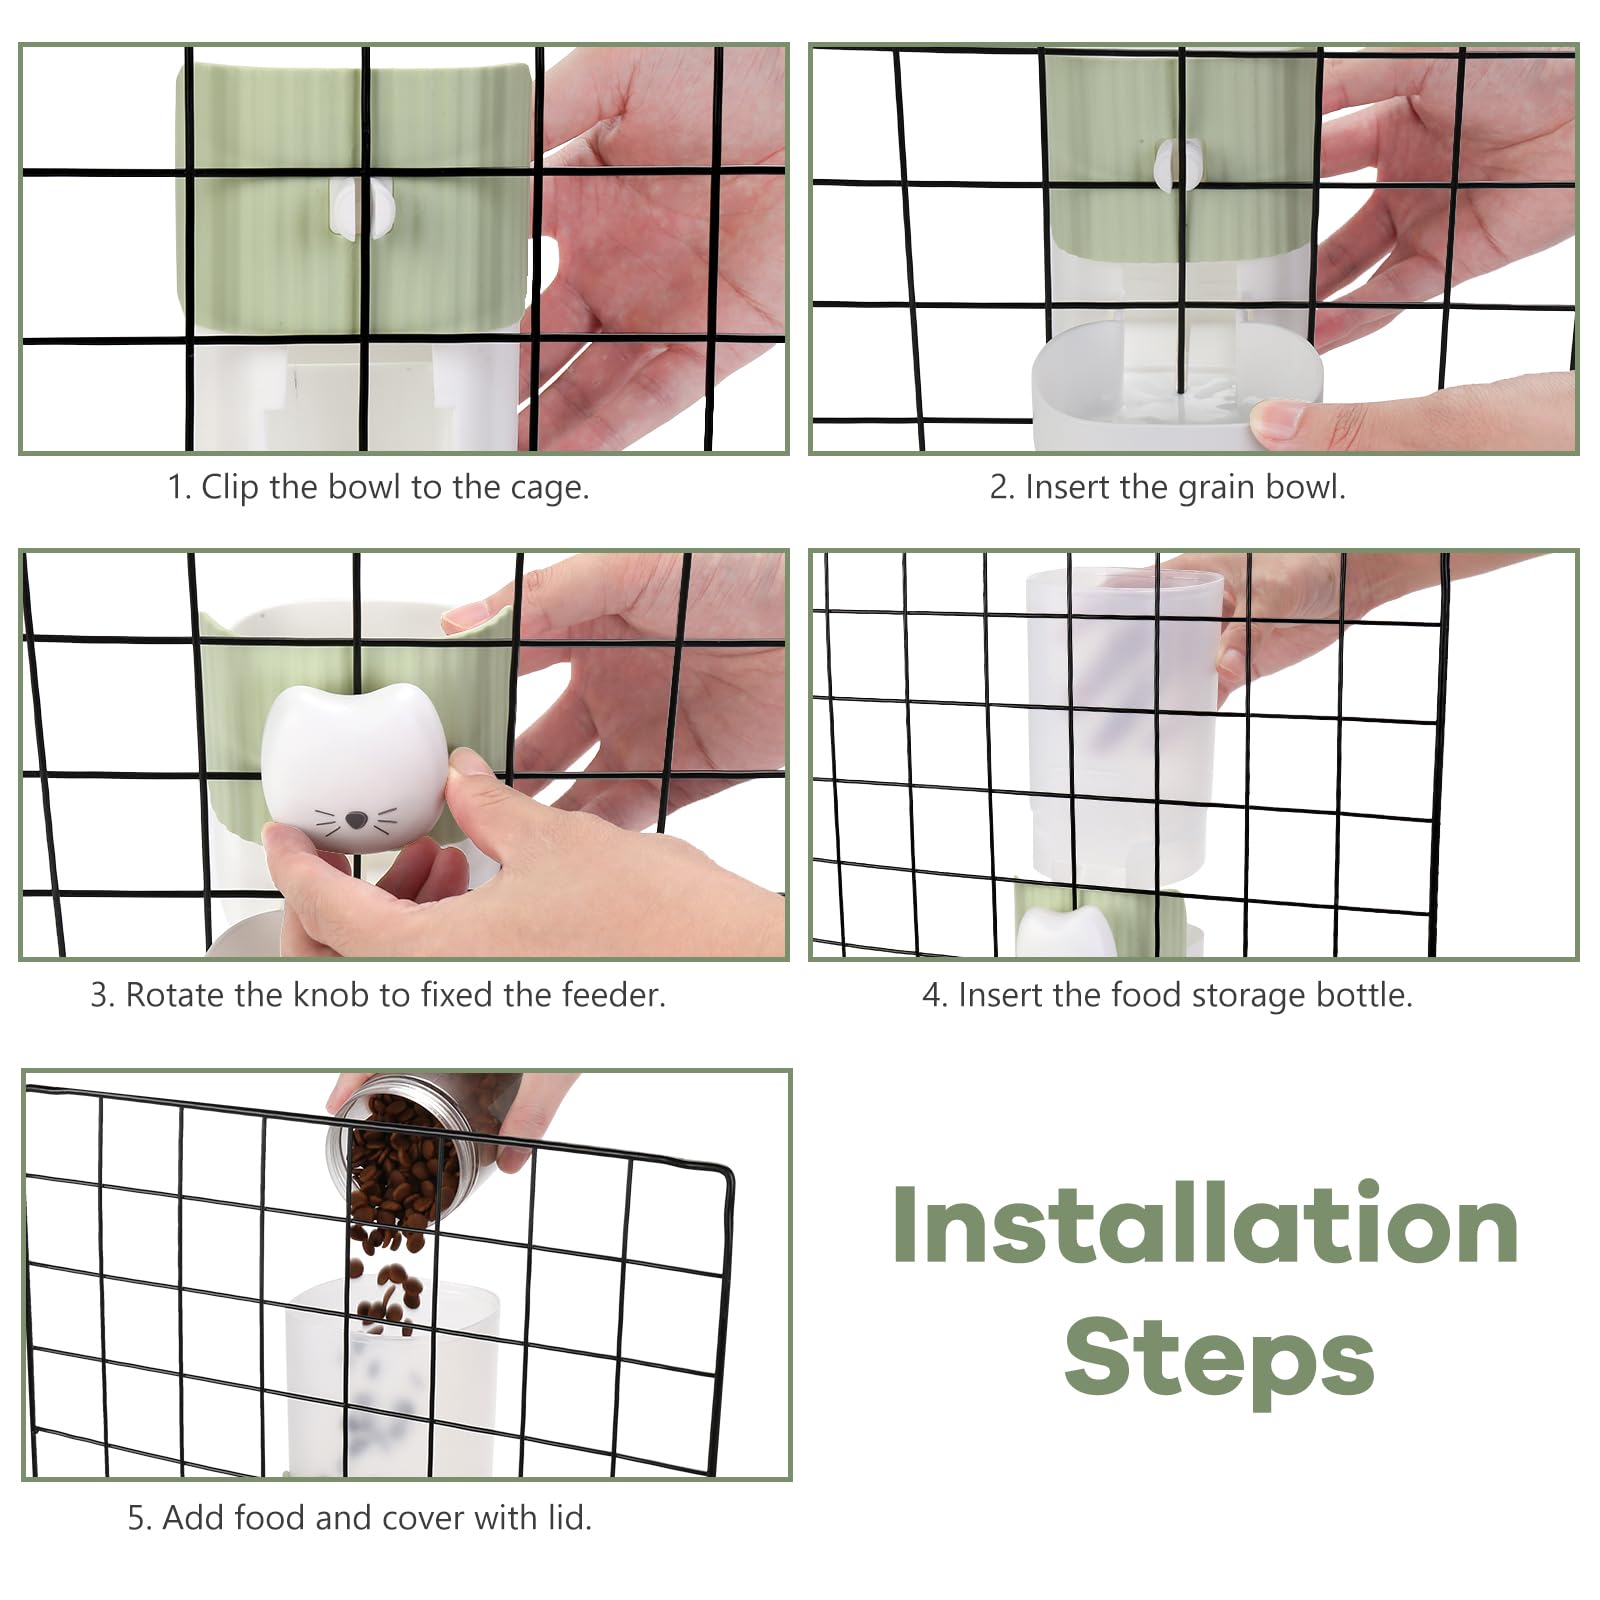 1. Clip the bowl to the cage.
2. Insert the grain bowl.
3. Rotate the knob to fixed the feeder.
4. Insert the food storage bottle.
5. Add food and cover with lid.
Installation
Steps